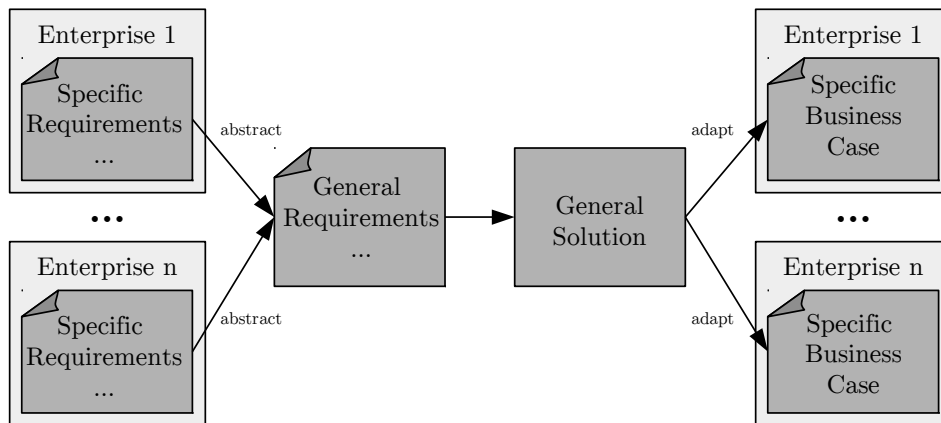 Enterprise 1
Specific
Requirements
...
...
Enterprise n
Specific
Requirements
...
abstract
abstract
General
Requirements
...
General
Solution
adapt
adapt
Enterprise 1
Specific
Business
Case
...
Enterprise n
Specific
Business
Case